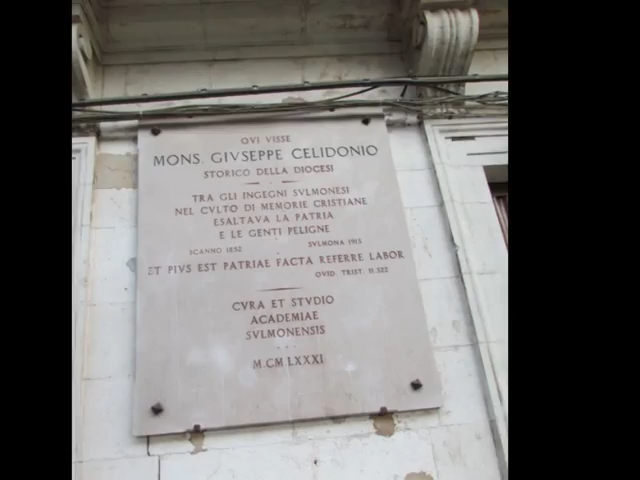 QVI VISSE
MONS. GIVSEPPE CELIDONIO
STORICO DELLA DIOCESI
TRA GLI INGEGNI SVLMONESI
NEL CVLTO DI MEMORIE CRISTIANE
ESALTAVA LA PATRIA
E LE GENTI PELIGNE
SCANNO 1852 SVLMONA 1915
ET PIVS EST PATRIAE FACTA REFERRE LABOR
OVID TRIST. II. 322
CVRA ET STVDIO
ACADEMIAE
SVLMONENSIS
M.CM LXXXI